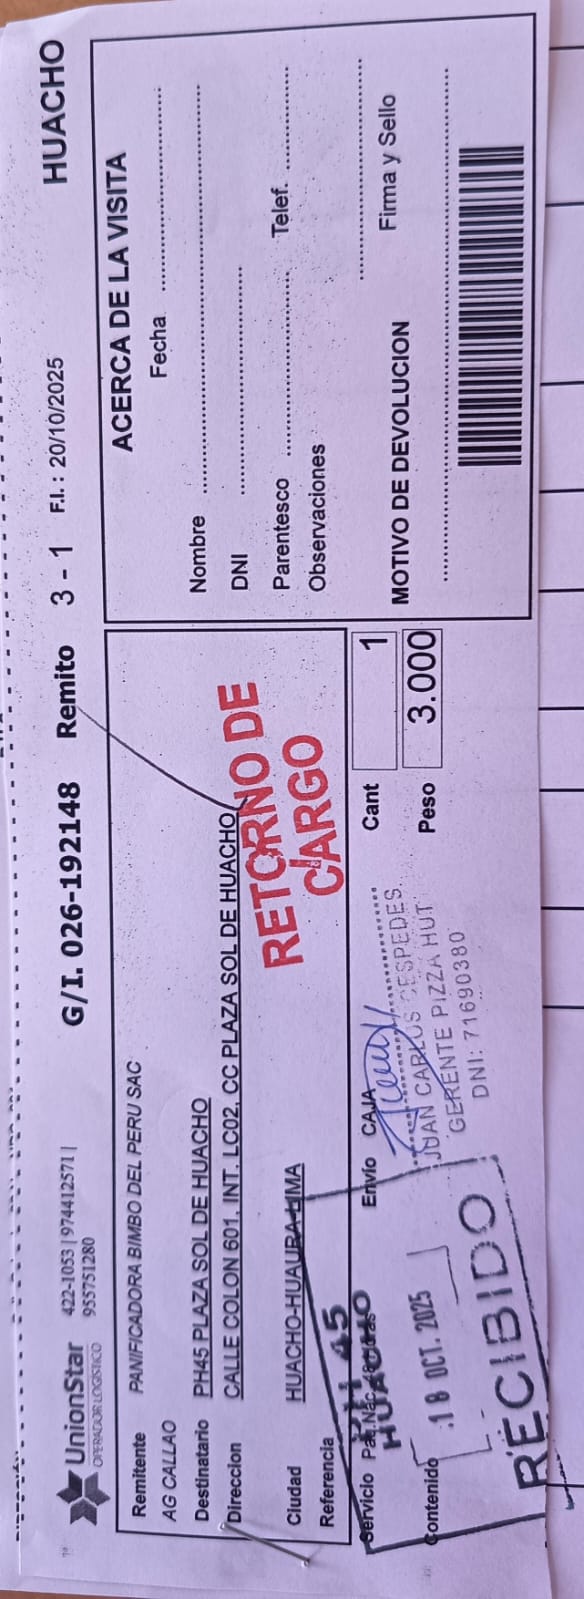 UnionStar
OPERADOR LOGISTICO
422-1053 | 974412571 |
955751280
G/I. 026-192148 Remito 3 - 1 F.I.: 20/10/2025 HUACHO
Remitente PANIFICADORA BIMBO DEL PERU SAC
AG CALLAO
Destinatario PH45 PLAZA SOL DE HUACHO
Direccion CALLE COLON 601, INT. LC02, CC PLAZA SOL DE HUACHO
Ciudad HUACHO-HUAURA-LIMA
Referencia
RETORNO DE
CARGO
Servicio Envío CAJA Cant 1
Contenido Peso 3.000
PH 45
HUACHO
18 OCT. 2025
RECIBIDO
JUAN CARLOS CESPEDES
GERENTE PIZZA HUT
DNI: 71690380
ACERCA DE LA VISITA
Fecha
Nombre
DNI
Parentesco Telef.
Observaciones
Firma y Sello
MOTIVO DE DEVOLUCION